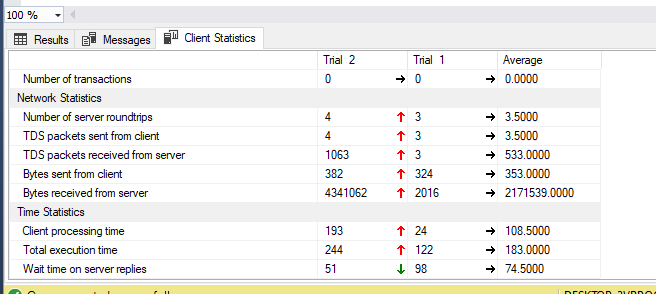 100 %
Results Messages Client Statistics
Trial 2 Trial 1 Average
Number of transactions 0 → 0 → 0.0000
Network Statistics
Number of server roundtrips 4 ↑ 3 → 3.5000
TDS packets sent from client 4 ↑ 3 → 3.5000
TDS packets received from server 1063 ↑ 3 → 533.0000
Bytes sent from client 382 ↑ 324 → 353.0000
Bytes received from server 4341062 ↑ 2016 → 2171539.0000
Time Statistics
Client processing time 193 ↑ 24 → 108.5000
Total execution time 244 ↑ 122 → 183.0000
Wait time on server replies 51 ↓ 98 → 74.5000